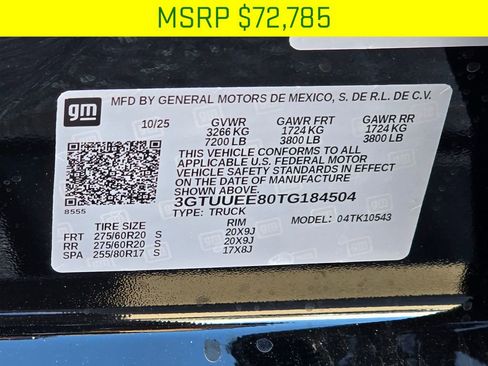 MSRP $72,785
gm
MFD BY GENERAL MOTORS DE MEXICO, S. DE R.L. DE C.V.
10/25 GVWR GAWR FRT GAWR RR
3266 KG 1724 KG 1724 KG
7200 LB 3800 LB 3800 LB
THIS VEHICLE CONFORMS TO ALL
APPLICABLE U.S. FEDERAL MOTOR
VEHICLE SAFETY STANDARDS IN EFFECT
ON THE DATE OF MANUFACTURE
SHOWN ABOVE.
8555
3GTUUEE80TG184504
TYPE: TRUCK MODEL: 04TK10543
TIRE SIZE RIM
FRT 275/60R20 S 20X9J
RR 275/60R20 S 20X9J
SPA 255/80R17 S 17X8J